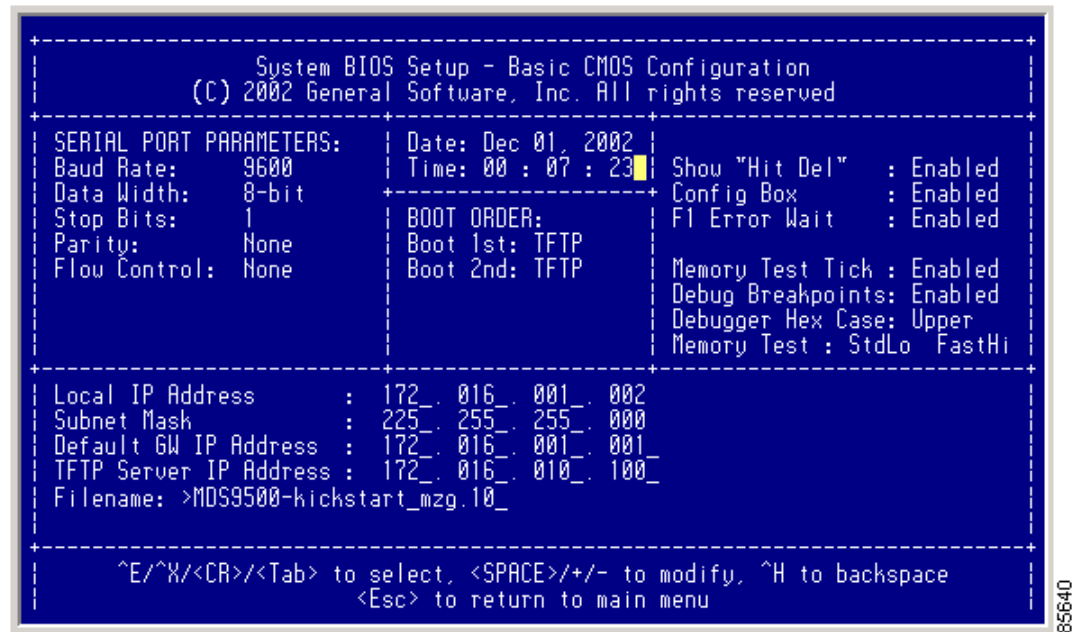 System BIOS Setup - Basic CMOS Configuration
(C) 2002 General Software, Inc. All rights reserved
SERIAL PORT PARAMETERS:
Baud Rate: 9600
Data Width: 8-bit
Stop Bits: 1
Parity: None
Flow Control: None
Date: Dec 01, 2002
Time: 00 : 07 : 23
BOOT ORDER:
Boot 1st: TFTP
Boot 2nd: TFTP
Show "Hit Del" : Enabled
Config Box : Enabled
F1 Error Wait : Enabled
Memory Test Tick : Enabled
Debug Breakpoints: Enabled
Debugger Hex Case: Upper
Memory Test : StdLo FastHi
Local IP Address : 172_. 016_. 001_. 002
Subnet Mask : 225_. 255_. 255_. 000
Default GW IP Address : 172_. 016_. 001_. 001_
TFTP Server IP Address : 172_. 016_. 010_. 100_
Filename: >MDS9500-kickstart_mzg.10_
^E/^X/<CR>/<Tab> to select, <SPACE>/+/- to modify, ^H to backspace
<Esc> to return to main menu
85640